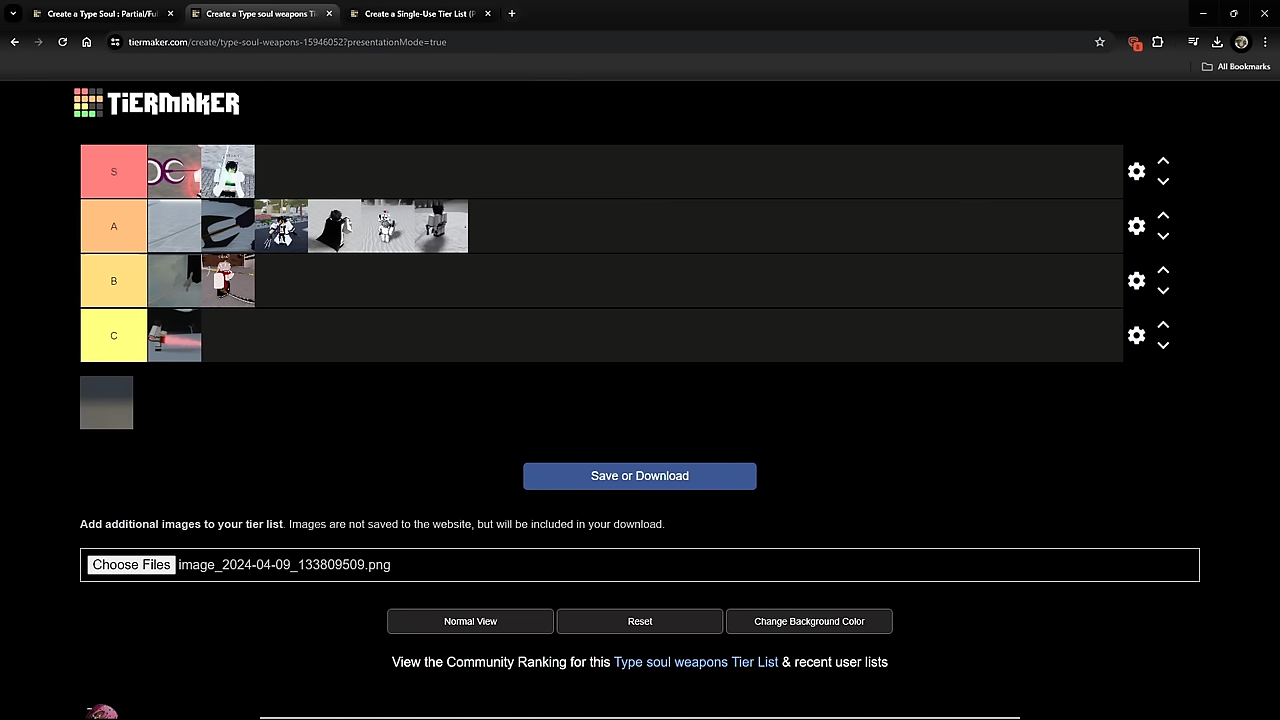 Create a Type Soul : Partial/Ful
Create a Type soul weapons Ti
Create a Single-Use Tier List (P
tiermaker.com/create/type-soul-weapons-15946052?presentationMode=true
8
All Bookmarks
TIERMAKER
S
A
B
C
Save or Download
Add additional images to your tier list. Images are not saved to the website, but will be included in your download.
Choose Files image_2024-04-09_133809509.png
Normal View
Reset
Change Background Color
View the Community Ranking for this Type soul weapons Tier List & recent user lists